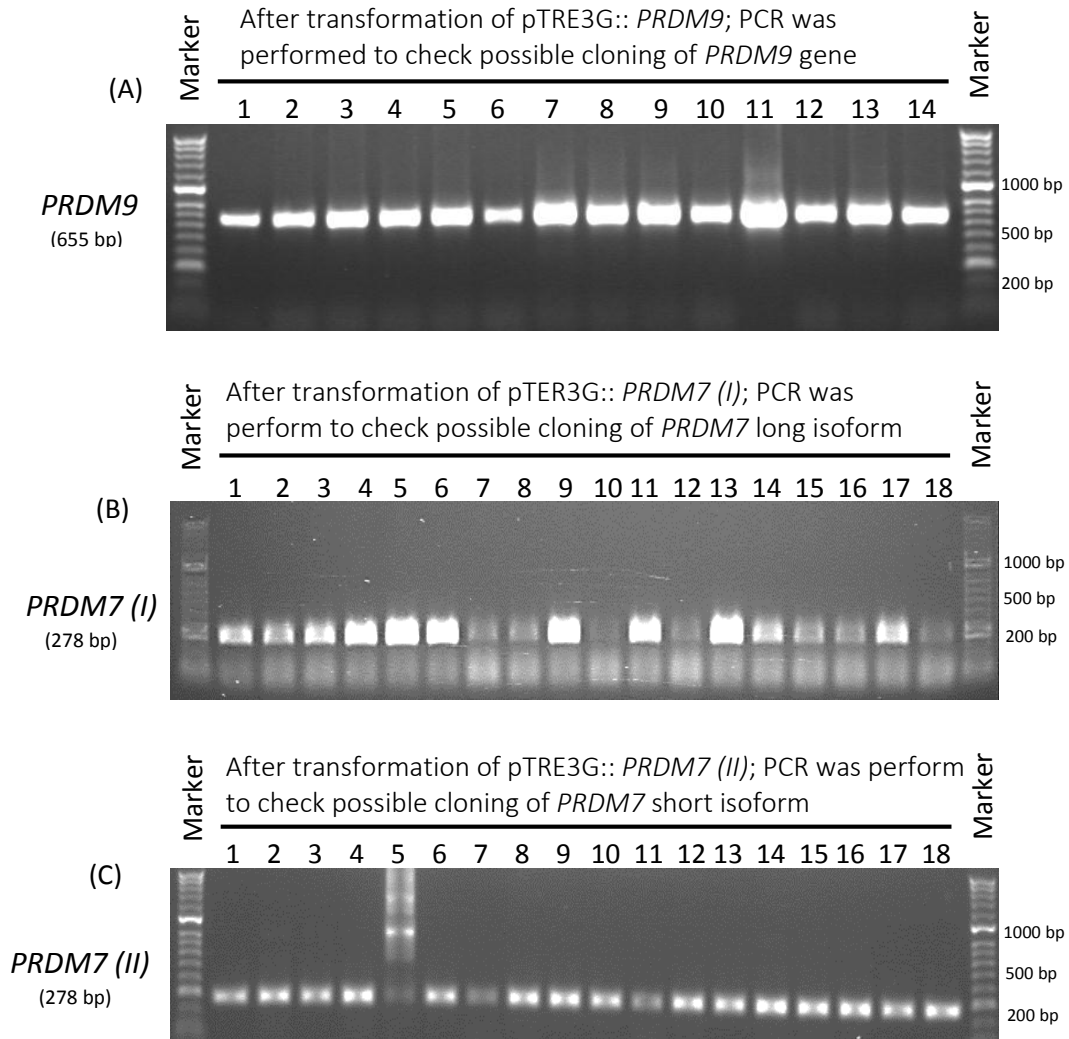 After transformation of pTRE3G:: PRDM9; PCR was
performed to check possible cloning of PRDM9 gene
Marker
Marker
(A)
1 2 3 4 5 6 7 8 9 10 11 12 13 14
PRDM9
(655 bp)
1000 bp
500 bp
200 bp
After transformation of pTER3G:: PRDM7 (I); PCR was
perform to check possible cloning of PRDM7 long isoform
Marker
Marker
(B)
1 2 3 4 5 6 7 8 9 10 11 12 13 14 15 16 17 18
PRDM7 (I)
(278 bp)
1000 bp
500 bp
200 bp
After transformation of pTRE3G:: PRDM7 (II); PCR was perform
to check possible cloning of PRDM7 short isoform
Marker
Marker
(C)
1 2 3 4 5 6 7 8 9 10 11 12 13 14 15 16 17 18
PRDM7 (II)
(278 bp)
1000 bp
500 bp
200 bp